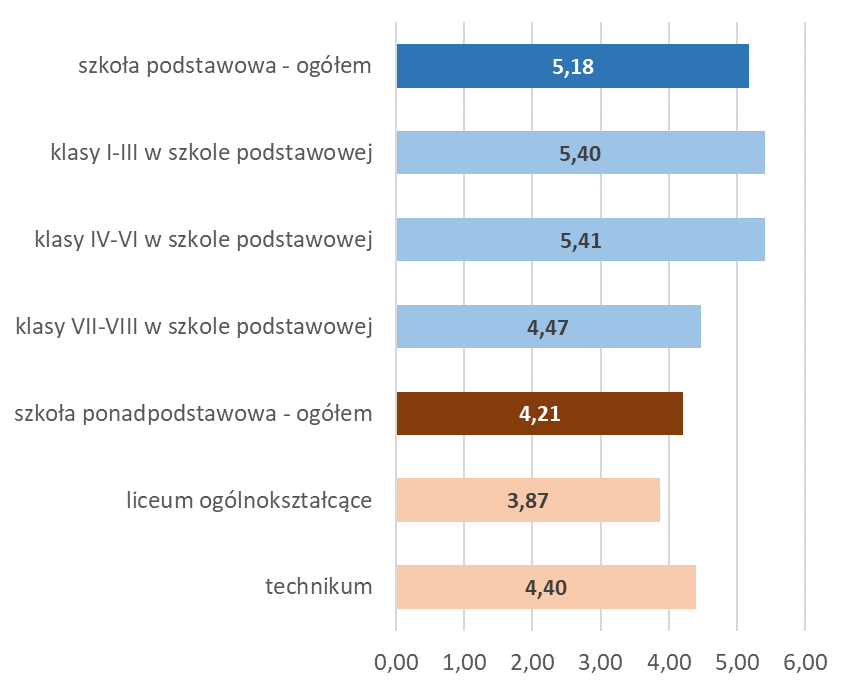 szkoła podstawowa - ogółem
5,18
klasy I-III w szkole podstawowej
5,40
klasy IV-VI w szkole podstawowej
5,41
klasy VII-VIII w szkole podstawowej
4,47
szkoła ponadpodstawowa - ogółem
4,21
liceum ogólnokształcące
3,87
technikum
4,40
0,00 1,00 2,00 3,00 4,00 5,00 6,00